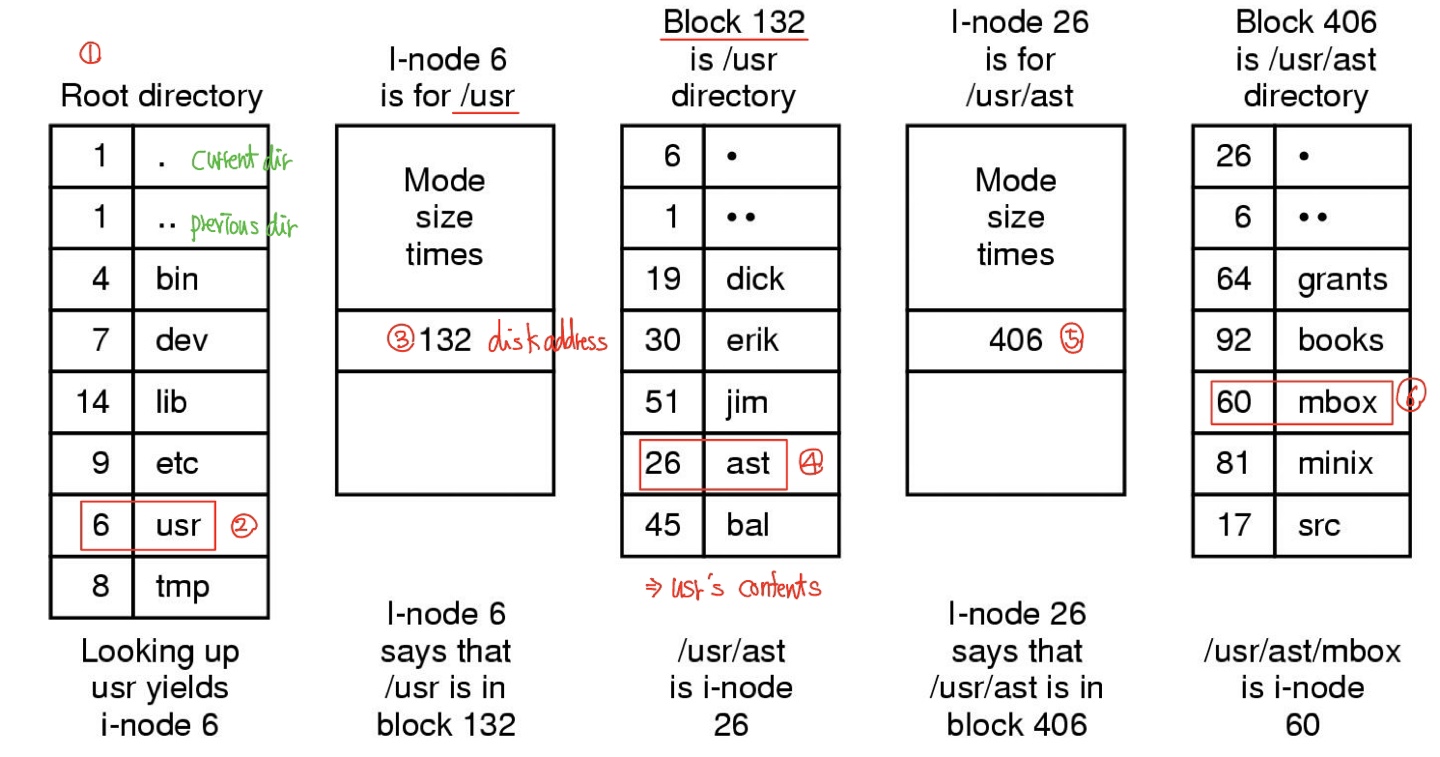 ①
Root directory
1 . current dir
1 .. previous dir
4 bin
7 dev
14 lib
9 etc
6 usr ②
8 tmp
Looking up
usr yields
i-node 6
I-node 6
is for /usr
Mode
size
times
③ 132 disk address
I-node 6
says that
/usr is in
block 132
Block 132
is /usr
directory
6 •
1 ••
19 dick
30 erik
51 jim
26 ast ④
45 bal
⇒ usr's contents
/usr/ast
is i-node
26
I-node 26
is for
/usr/ast
Mode
size
times
406 ⑤
I-node 26
says that
/usr/ast is in
block 406
Block 406
is /usr/ast
directory
26 •
6 ••
64 grants
92 books
60 mbox ⑥
81 minix
17 src
/usr/ast/mbox
is i-node
60